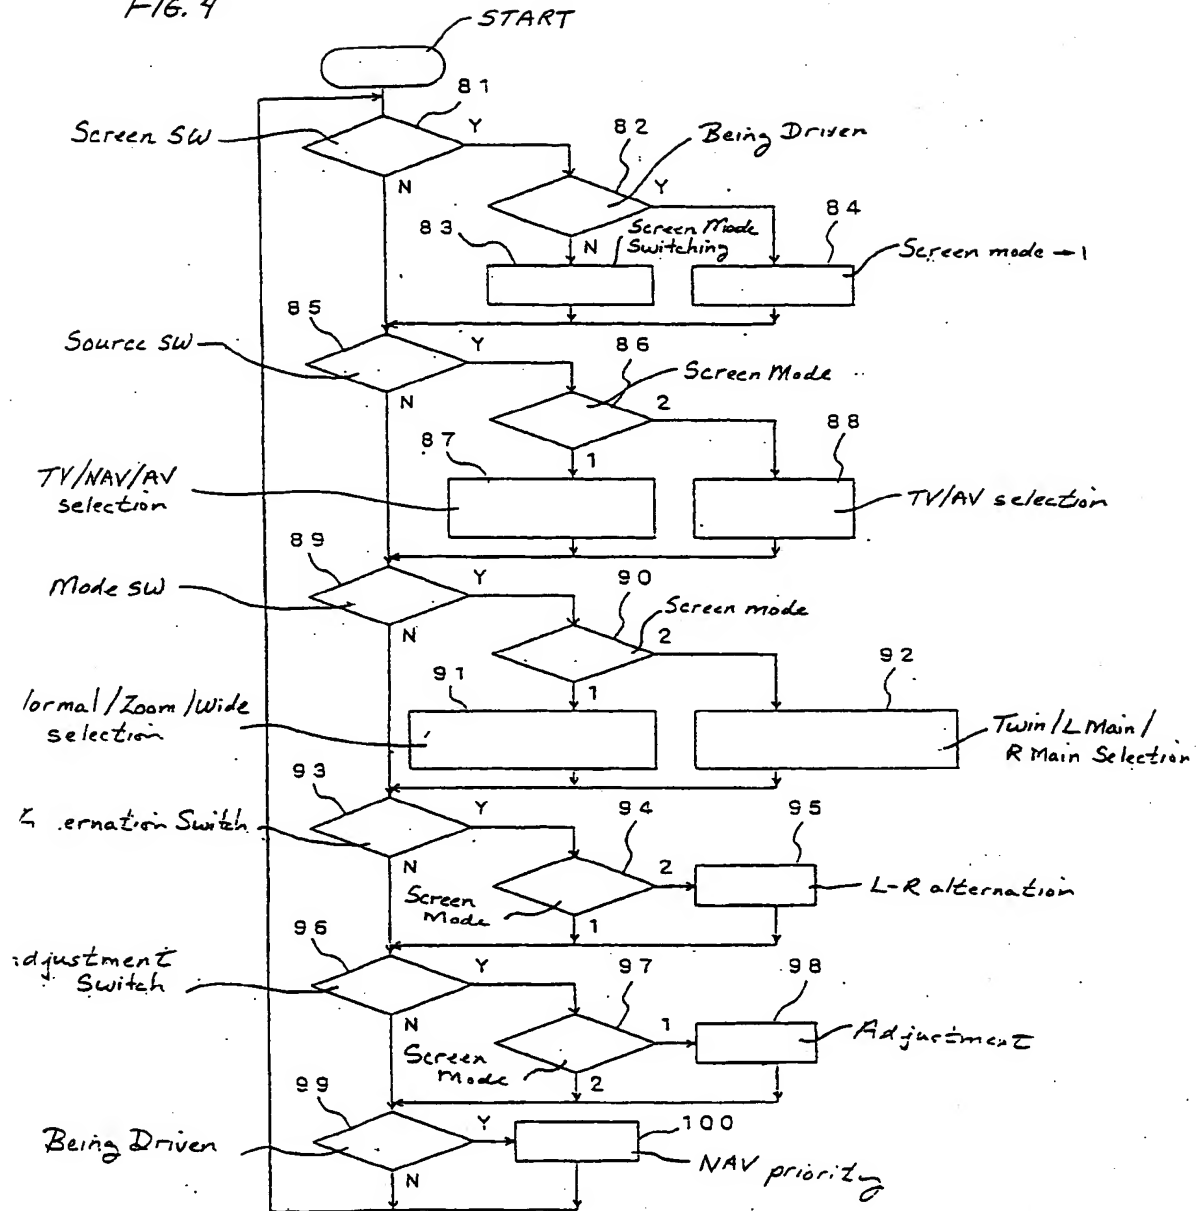 FIG. 4
START
81
Screen SW
Y
N
82
Being Driven
Y
N
83
Screen Mode
Switching
84
Screen mode → 1
85
Source SW
Y
N
86
Screen Mode
2
1
87
TV/NAV/AV
selection
88
TV/AV selection
89
Mode SW
Y
N
90
Screen mode
2
1
91
ormal/Zoom/Wide
selection
92
Twin/L Main/
R Main Selection
93
ernation Switch
Y
N
94
Screen
Mode
2
1
95
L-R alternation
96
djustment
Switch
Y
N
97
Screen
Mode
1
2
98
Adjustment
99
Being Driven
Y
N
100
NAV priority